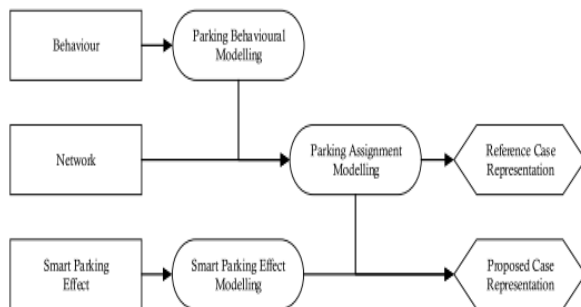 Behaviour
Parking Behavioural
Modelling
Network
Parking Assignment
Modelling
Reference Case
Representation
Smart Parking
Effect
Smart Parking Effect
Modelling
Proposed Case
Representation